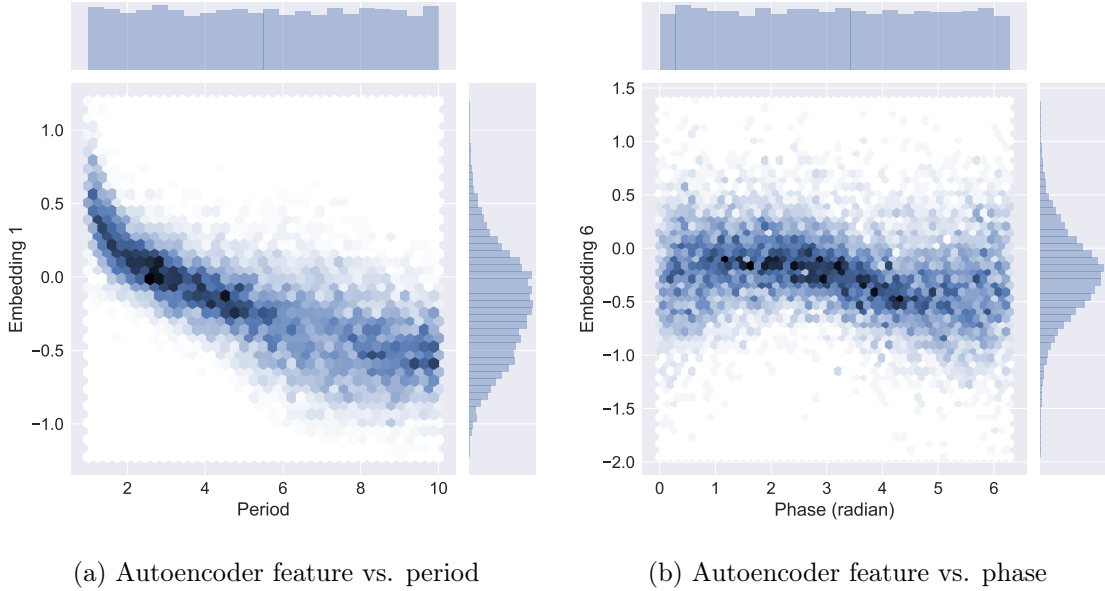 1.0
0.5
0.0
−0.5
−1.0
Embedding 1
2 4 6 8 10
Period
1.5
1.0
0.5
0.0
−0.5
−1.0
−1.5
−2.0
Embedding 6
0 1 2 3 4 5 6
Phase (radian)
(a) Autoencoder feature vs. period
(b) Autoencoder feature vs. phase